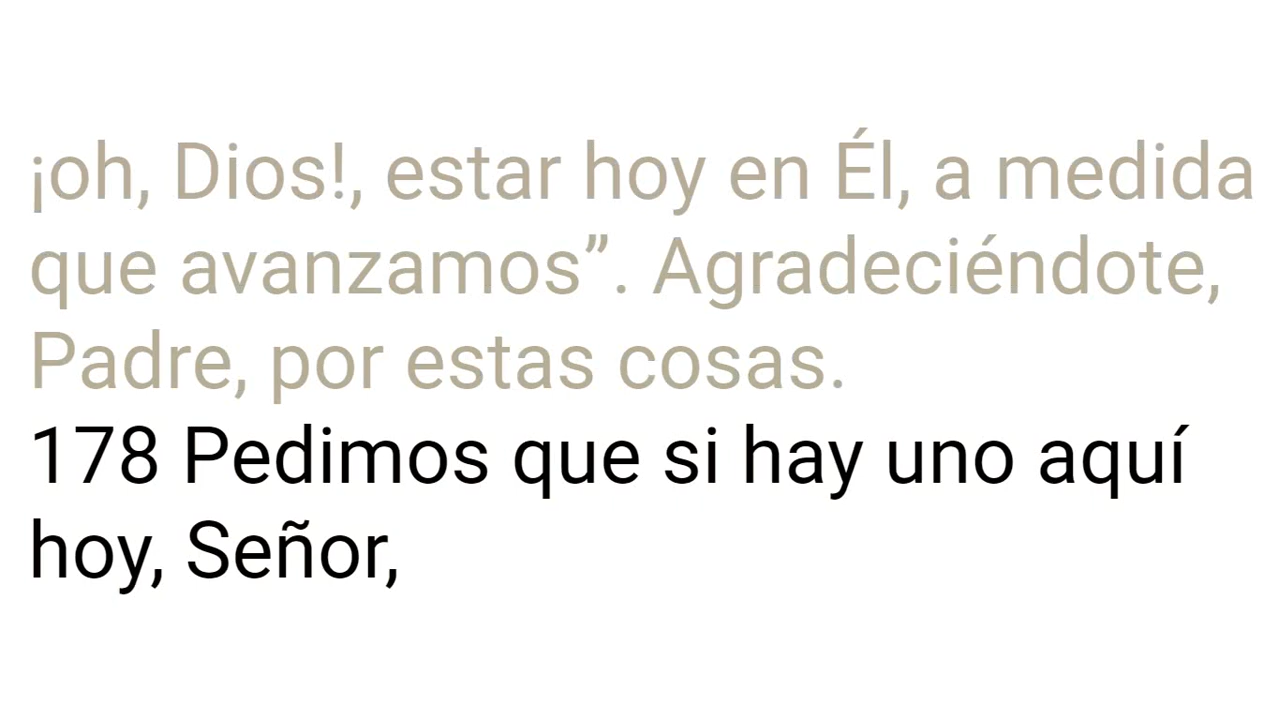 ¡oh, Dios!, estar hoy en Él, a medida
que avanzamos”. Agradeciéndote,
Padre, por estas cosas.
178 Pedimos que si hay uno aquí
hoy, Señor,